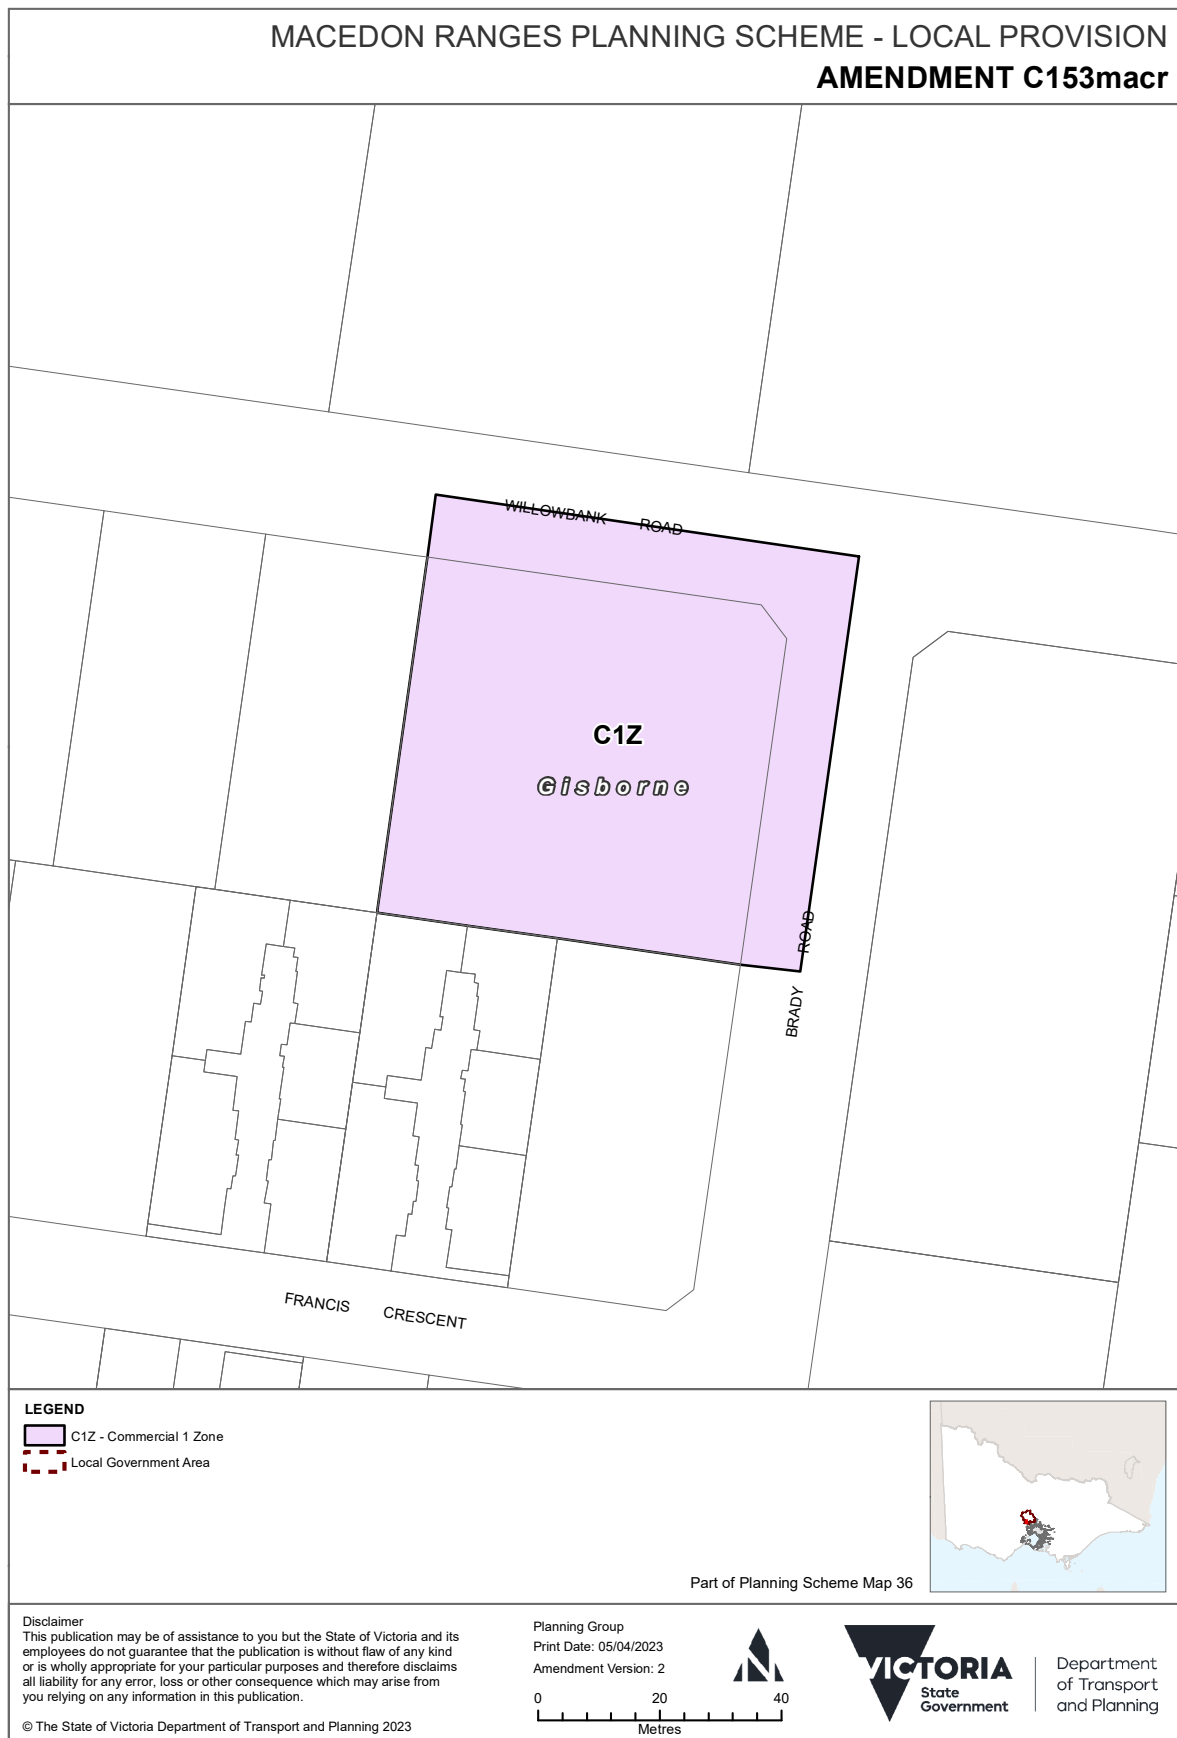 MACEDON RANGES PLANNING SCHEME - LOCAL PROVISION
AMENDMENT C153macr
WILLOWBANK ROAD
C1Z
Gisborne
BRADY ROAD
FRANCIS CRESCENT
LEGEND
C1Z - Commercial 1 Zone
Local Government Area
Part of Planning Scheme Map 36
Disclaimer
This publication may be of assistance to you but the State of Victoria and its
employees do not guarantee that the publication is without flaw of any kind
or is wholly appropriate for your particular purposes and therefore disclaims
all liability for any error, loss or other consequence which may arise from
you relying on any information in this publication.
© The State of Victoria Department of Transport and Planning 2023
Planning Group
Print Date: 05/04/2023
Amendment Version: 2
N
0 20 40
Metres
VICTORIA
State
Government
Department
of Transport
and Planning